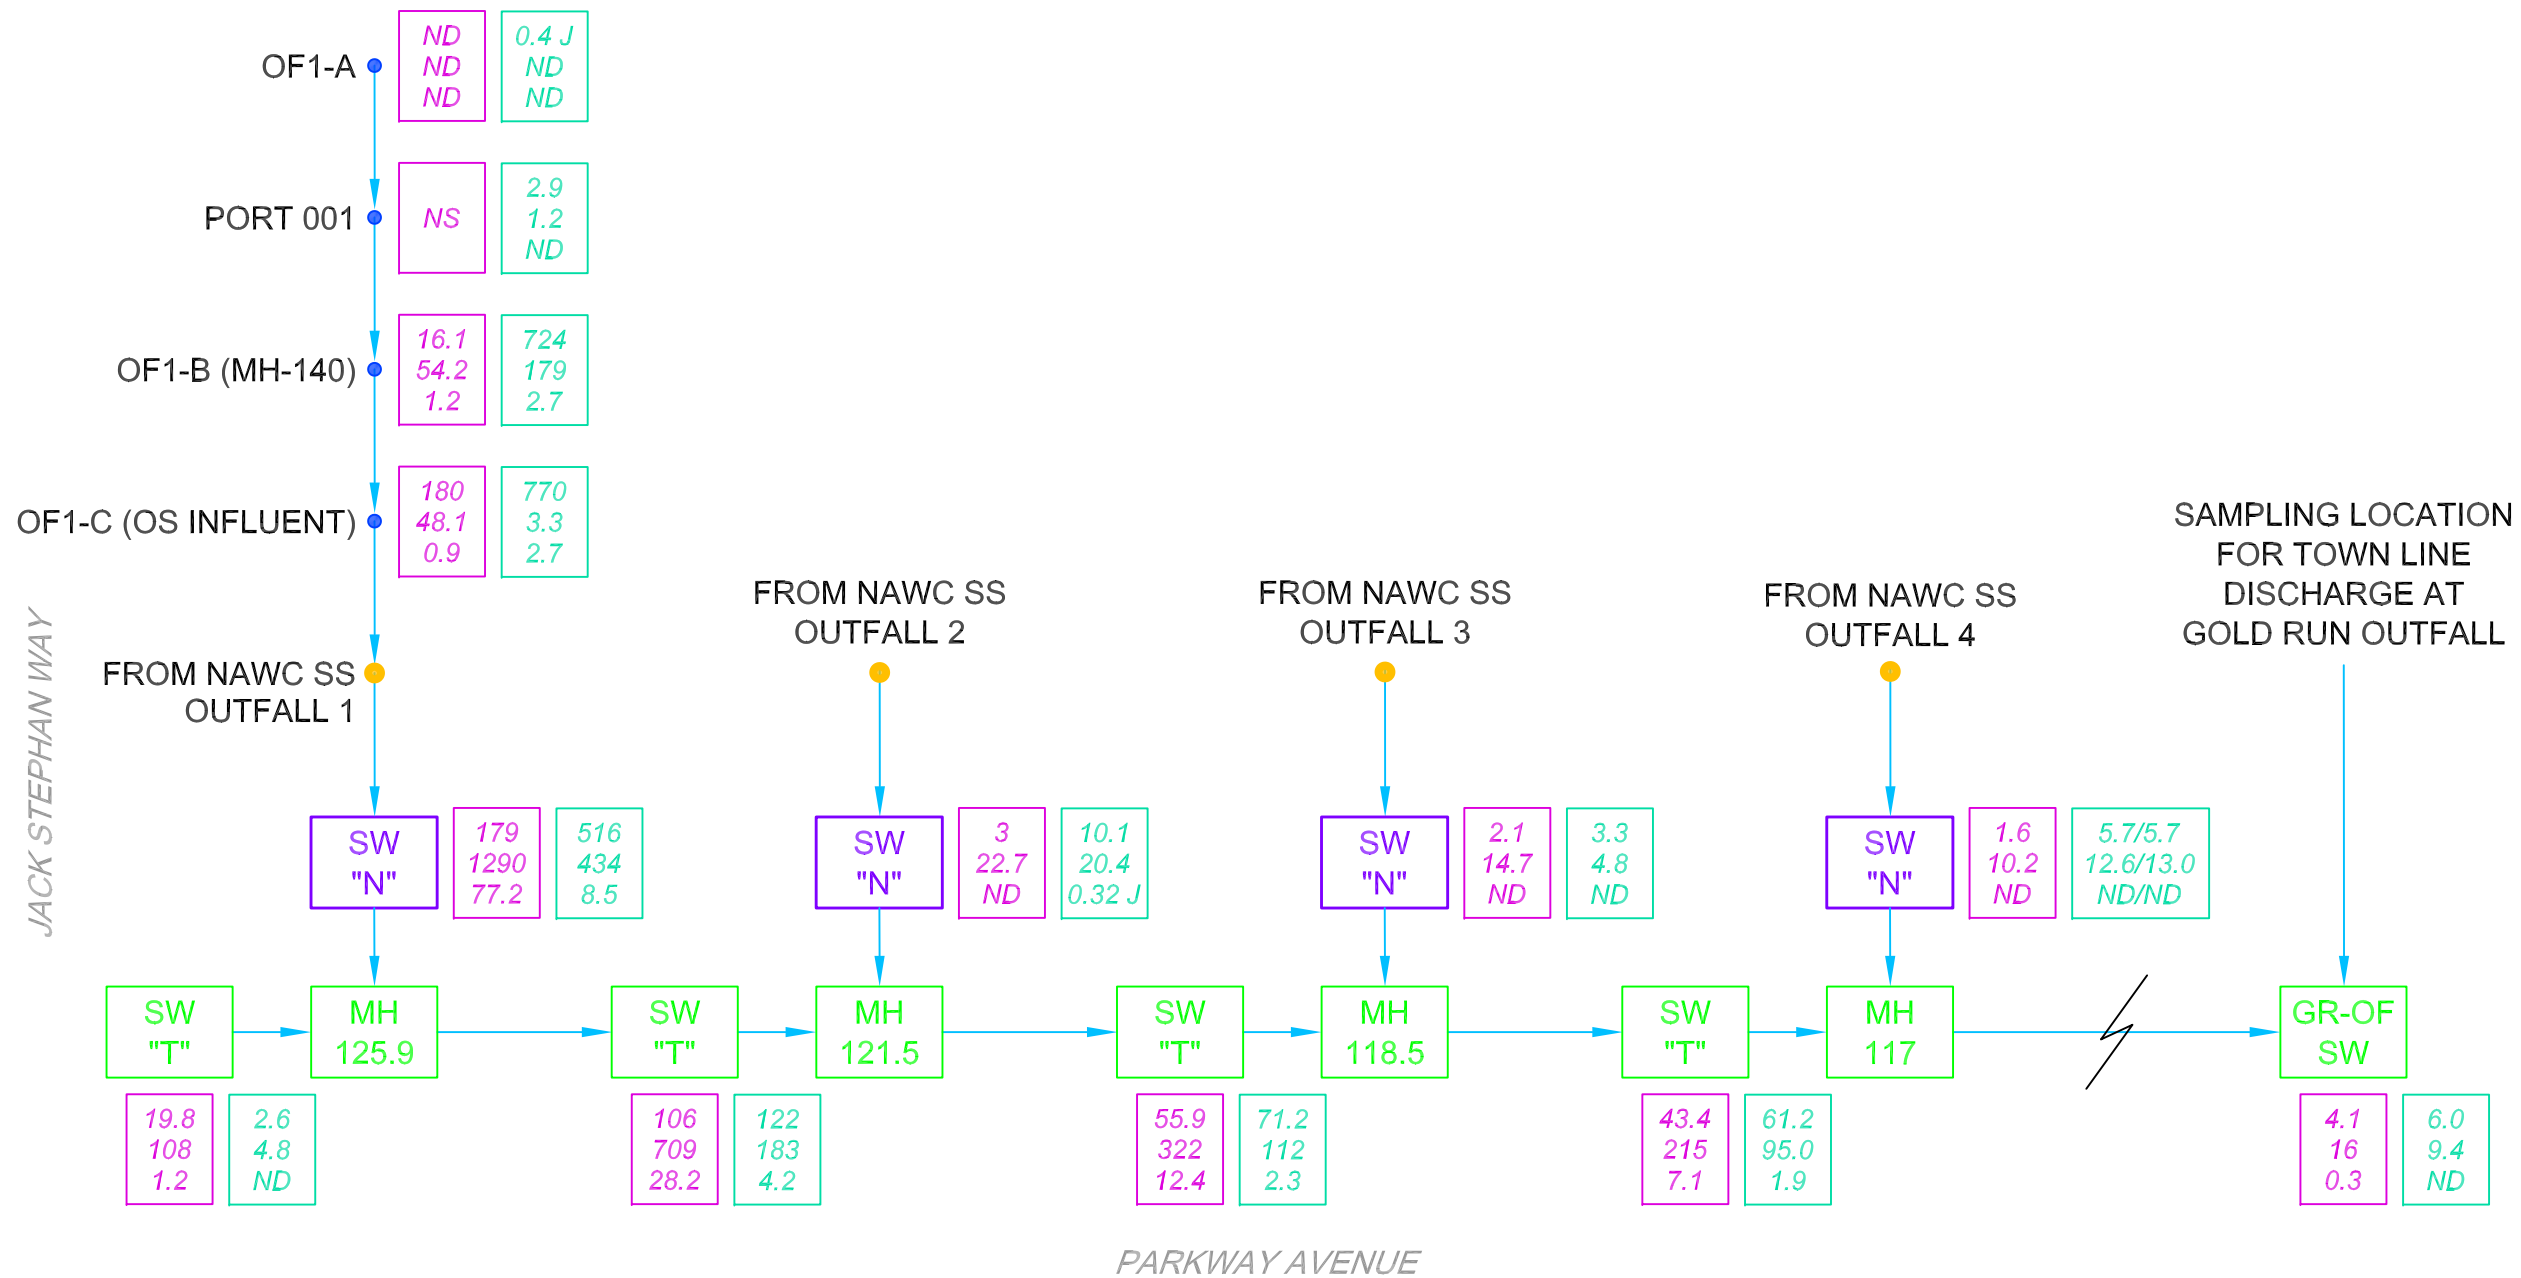 OF1-A
ND
ND
ND
0.4 J
ND
ND
PORT 001
NS
2.9
1.2
ND
OF1-B (MH-140)
16.1
54.2
1.2
724
179
2.7
OF1-C (OS INFLUENT)
180
48.1
0.9
770
3.3
2.7
SAMPLING LOCATION
FOR TOWN LINE
DISCHARGE AT
GOLD RUN OUTFALL
FROM NAWC SS
OUTFALL 1
FROM NAWC SS
OUTFALL 2
FROM NAWC SS
OUTFALL 3
FROM NAWC SS
OUTFALL 4
JACK STEPHAN WAY
SW
"N"
179
1290
77.2
516
434
8.5
SW
"N"
3
22.7
ND
10.1
20.4
0.32 J
SW
"N"
2.1
14.7
ND
3.3
4.8
ND
SW
"N"
1.6
10.2
ND
5.7/5.7
12.6/13.0
ND/ND
SW
"T"
MH
125.9
SW
"T"
MH
121.5
SW
"T"
MH
118.5
SW
"T"
MH
117
GR-OF
SW
19.8
108
1.2
2.6
4.8
ND
106
709
28.2
122
183
4.2
55.9
322
12.4
71.2
112
2.3
43.4
215
7.1
61.2
95.0
1.9
4.1
16
0.3
6.0
9.4
ND
PARKWAY AVENUE